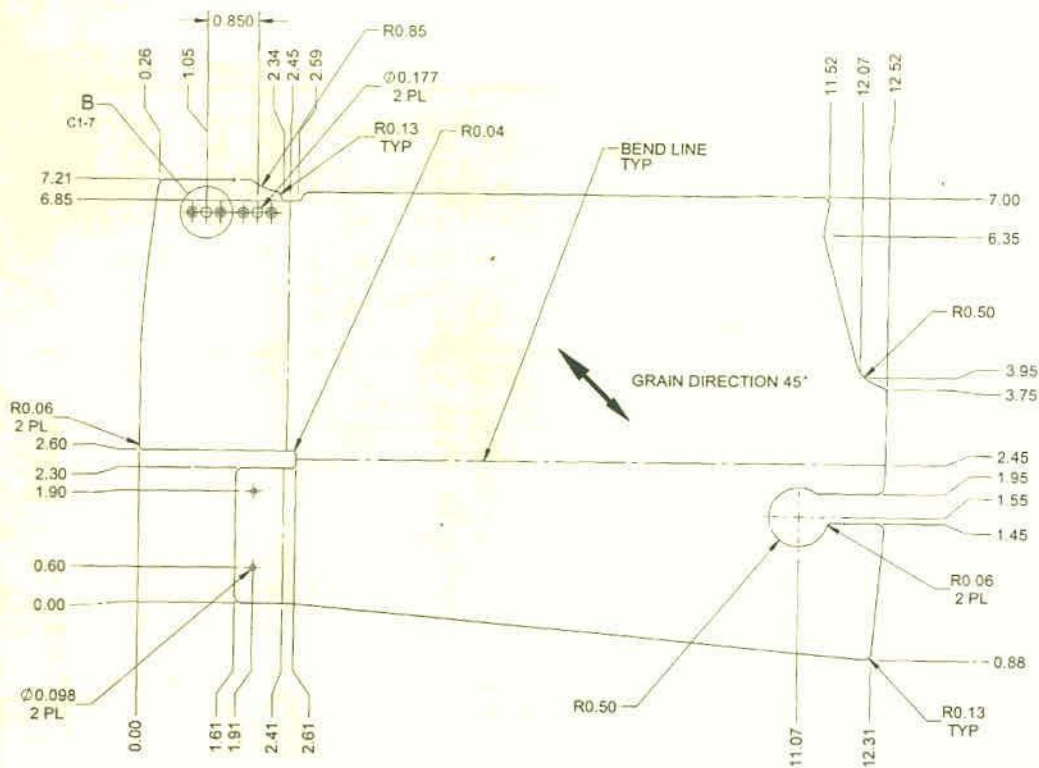 0.850
R0.85
0.26
1.05
2.34
2.45
2.59
11.52
12.07
12.52
∅0.177
2 PL
B
C1-7
R0.13
TYP
R0.04
BEND LINE
TYP
7.21
6.85
7.00
6.35
R0.50
GRAIN DIRECTION 45°
3.95
3.75
R0.06
2 PL
2.60
2.30
1.90
2.45
1.95
1.55
1.45
0.60
0.00
R0.06
2 PL
0.88
∅0.098
2 PL
R0.50
R0.13
TYP
0.00
1.61
1.91
2.41
2.61
11.07
12.31